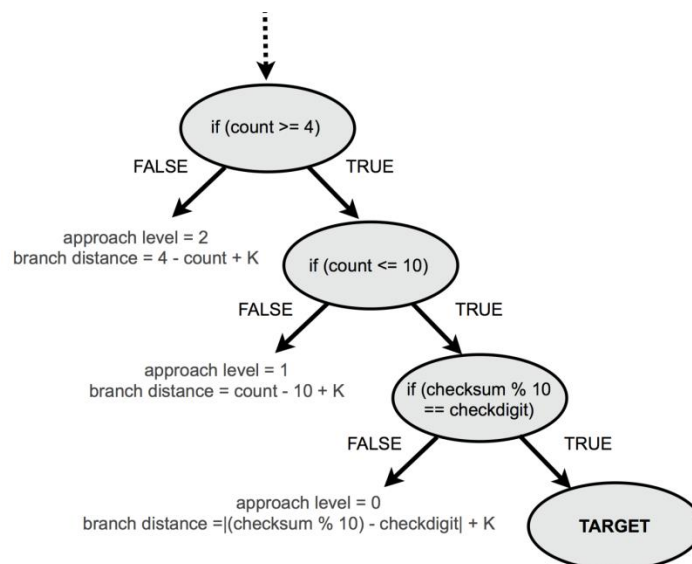 if (count >= 4)
FALSE
TRUE
approach level = 2
branch distance = 4 - count + K
if (count <= 10)
FALSE
TRUE
approach level = 1
branch distance = count - 10 + K
if (checksum % 10
== checkdigit)
FALSE
TRUE
approach level = 0
branch distance =|(checksum % 10) - checkdigit| + K
TARGET